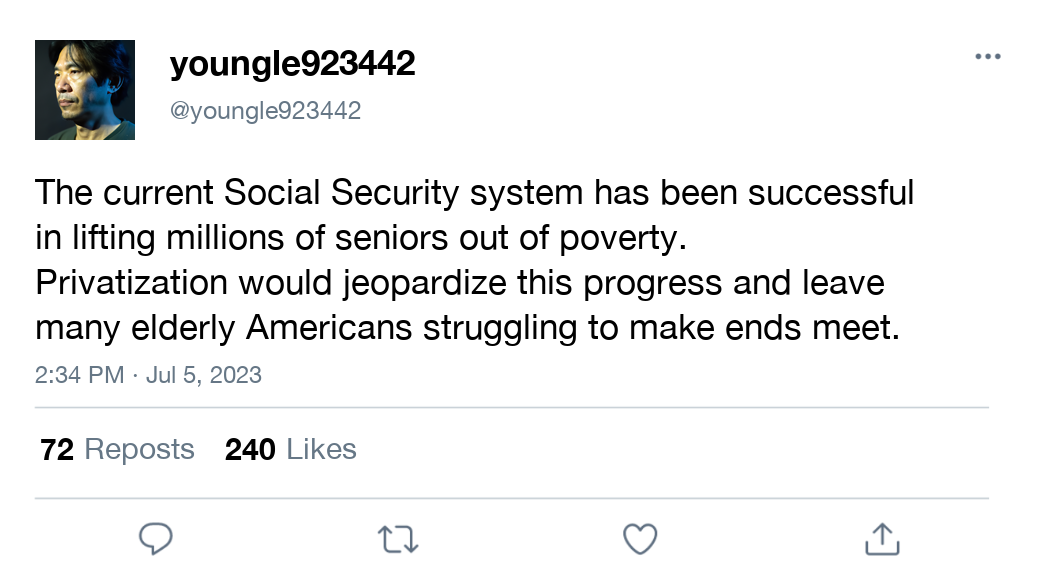 youngle923442
@youngle923442
The current Social Security system has been successful
in lifting millions of seniors out of poverty.
Privatization would jeopardize this progress and leave
many elderly Americans struggling to make ends meet.
2:34 PM · Jul 5, 2023
72 Reposts 240 Likes